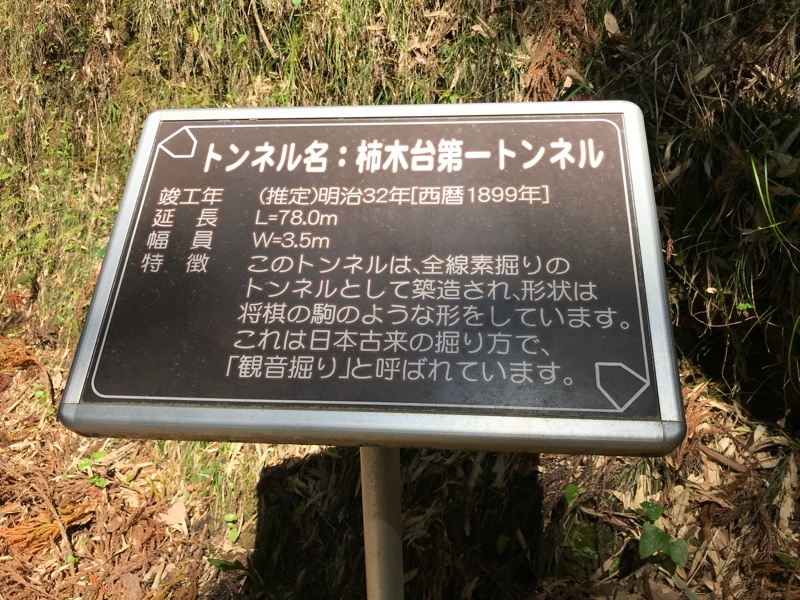 トンネル名：柿木台第一トンネル
竣工年 (推定)明治32年[西暦1899年]
延長 L=78.0m
幅員 W=3.5m
特徴 このトンネルは､全線素掘りの
トンネルとして築造され､形状は
将棋の駒のような形をしています｡
これは日本古来の掘り方で､
｢観音掘り｣と呼ばれています｡